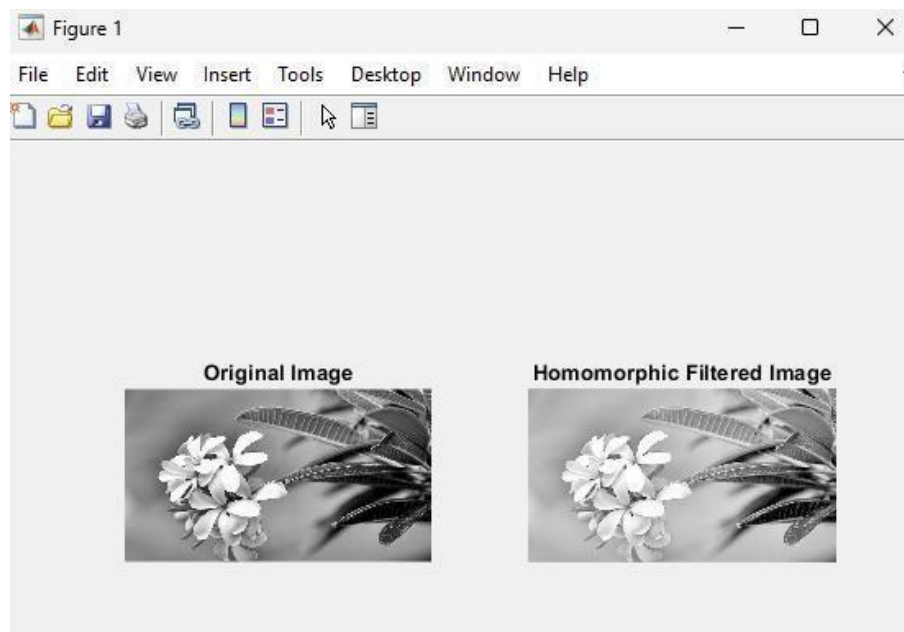 Figure 1
File Edit View Insert Tools Desktop Window Help
Original Image
Homomorphic Filtered Image